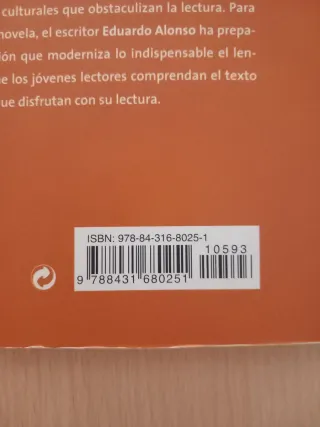 culturales que obstaculizan la lectura. Para
novela, el escritor Eduardo Alonso ha prepa-
ión que moderniza lo indispensable el len-
e los jóvenes lectores comprendan el texto
ue disfrutan con su lectura.
ISBN: 978-84-316-8025-1
10593
9 788431 680251